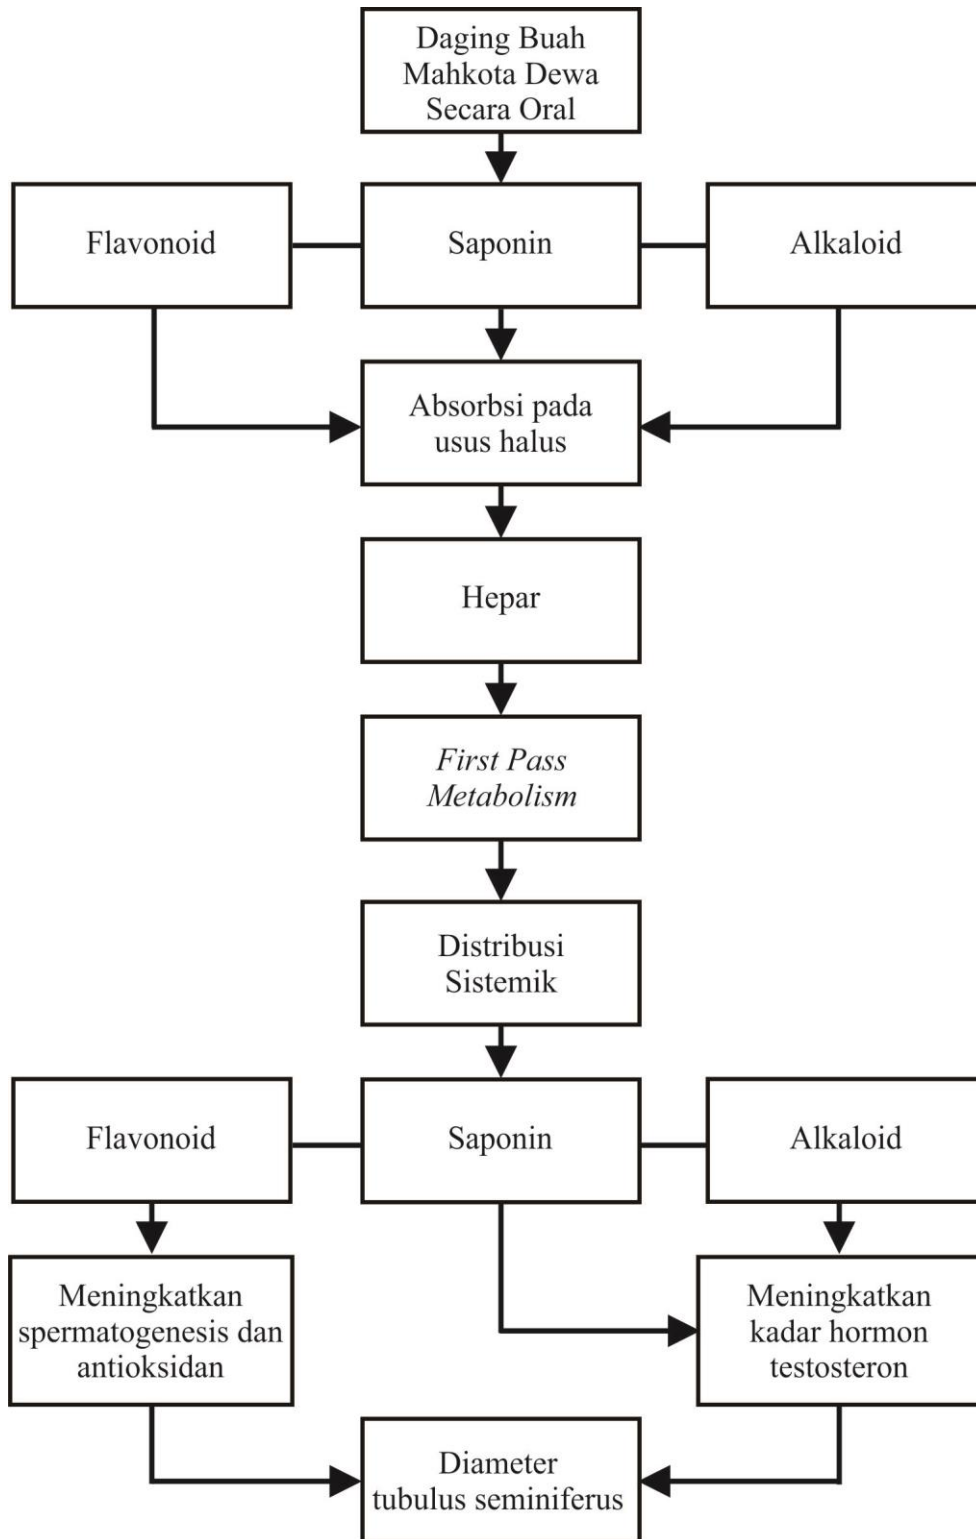 Daging Buah
Mahkota Dewa
Secara Oral
Flavonoid
Saponin
Alkaloid
Absorbsi pada
usus halus
Hepar
First Pass
Metabolism
Distribusi
Sistemik
Flavonoid
Saponin
Alkaloid
Meningkatkan
spermatogenesis dan
antioksidan
Meningkatkan
kadar hormon
testosteron
Diameter
tubulus seminiferus